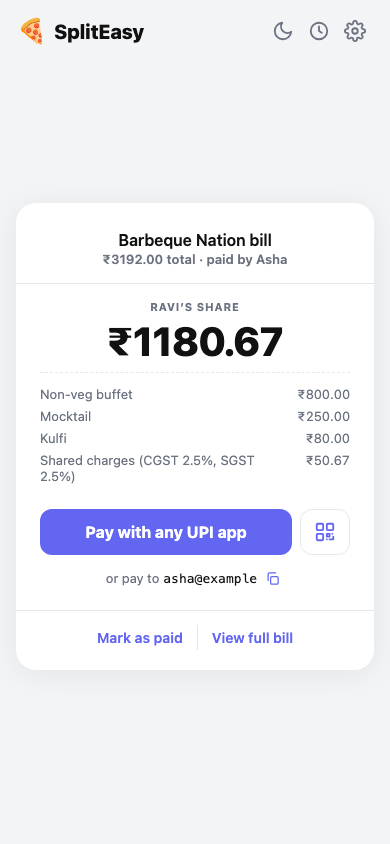 SplitEasy
Barbeque Nation bill
₹3192.00 total · paid by Asha
RAVI'S SHARE
₹1180.67
Non-veg buffet ₹800.00
Mocktail ₹250.00
Kulfi ₹80.00
Shared charges (CGST 2.5%, SGST ₹50.67
2.5%)
Pay with any UPI app
or pay to asha@example
Mark as paid View full bill